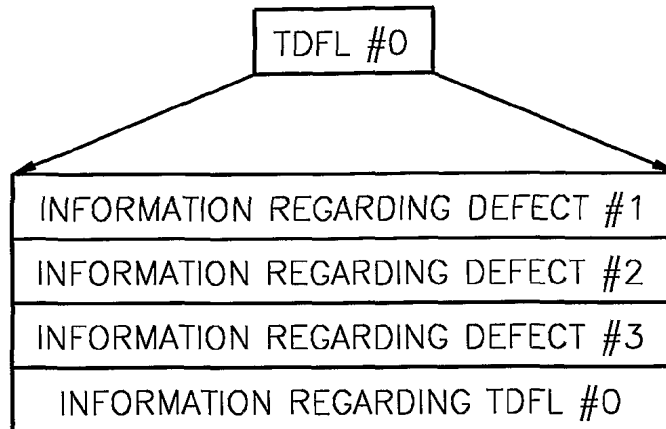 TDFL #0
INFORMATION REGARDING DEFECT #1
INFORMATION REGARDING DEFECT #2
INFORMATION REGARDING DEFECT #3
INFORMATION REGARDING TDFL #0